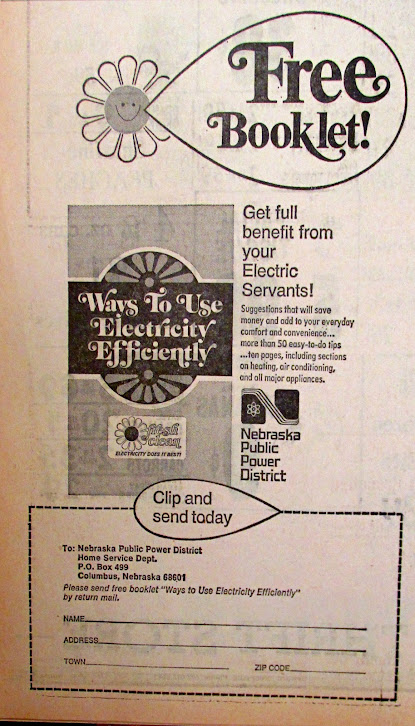 Free
Booklet!
Get full
benefit from
your
Electric
Servants!
Suggestions that will save
money and add to your everyday
comfort and convenience...
more than 50 easy-to-do tips
...ten pages, including sections
on heating, air conditioning,
and all major appliances.
Ways To Use
Electricity
Efficiently
fresh
clean
ELECTRICITY DOES IT BEST!
Nebraska
Public
Power
District
Clip and
send today
To: Nebraska Public Power District
Home Service Dept.
P.O. Box 499
Columbus, Nebraska 68601
Please send free booklet "Ways to Use Electricity Efficiently"
by return mail.
NAME
ADDRESS
TOWN ZIP CODE